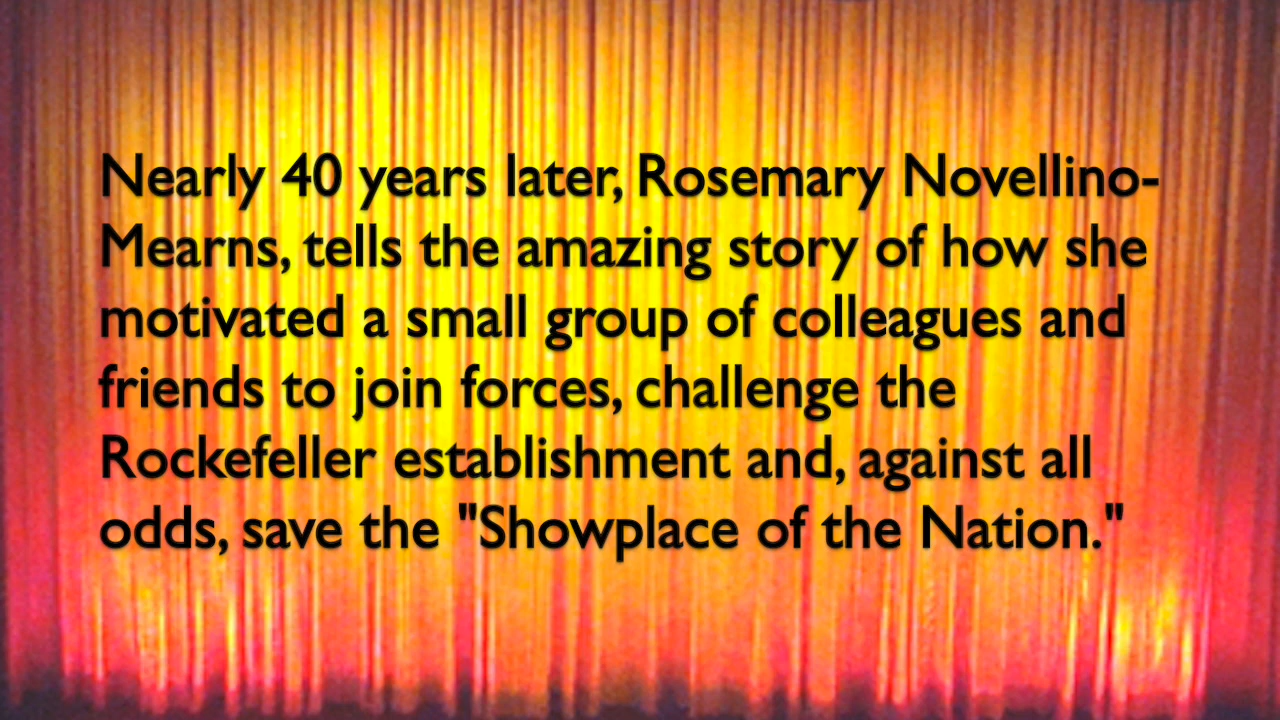 Nearly 40 years later, Rosemary Novellino-
Mearns, tells the amazing story of how she
motivated a small group of colleagues and
friends to join forces, challenge the
Rockefeller establishment and, against all
odds, save the "Showplace of the Nation."